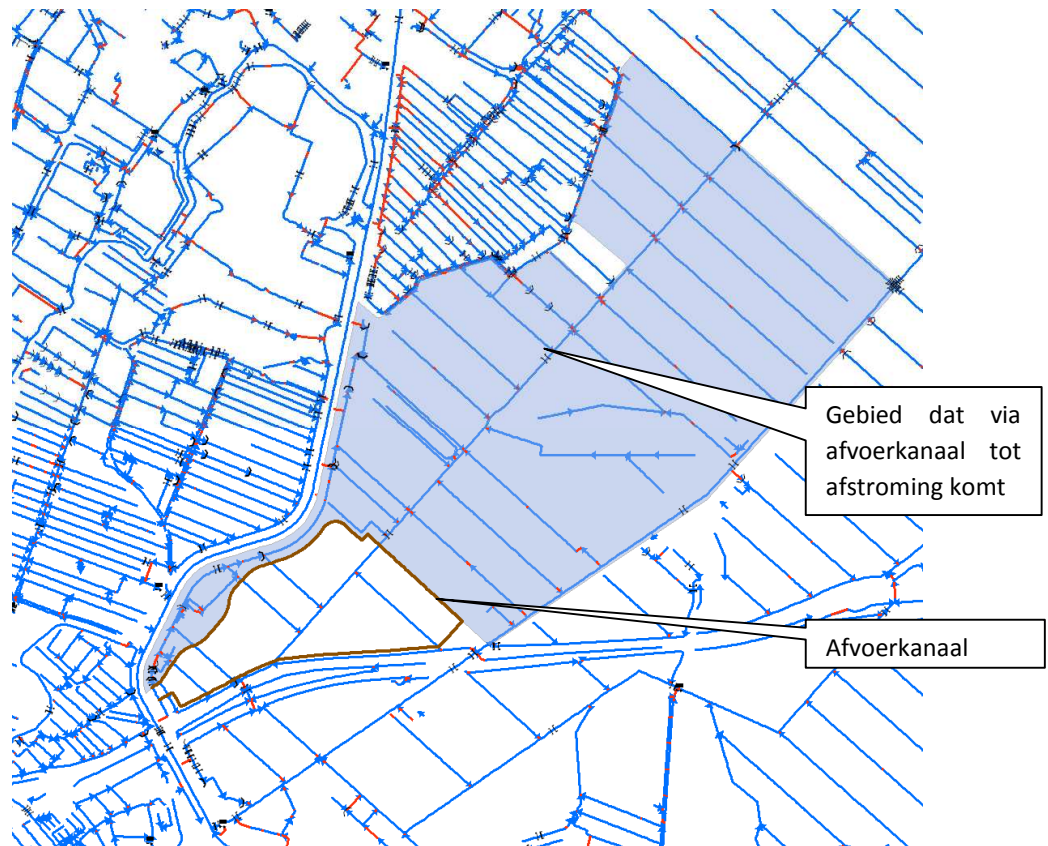 Gebied dat via
afvoerkanaal tot
afstroming komt
Afvoerkanaal